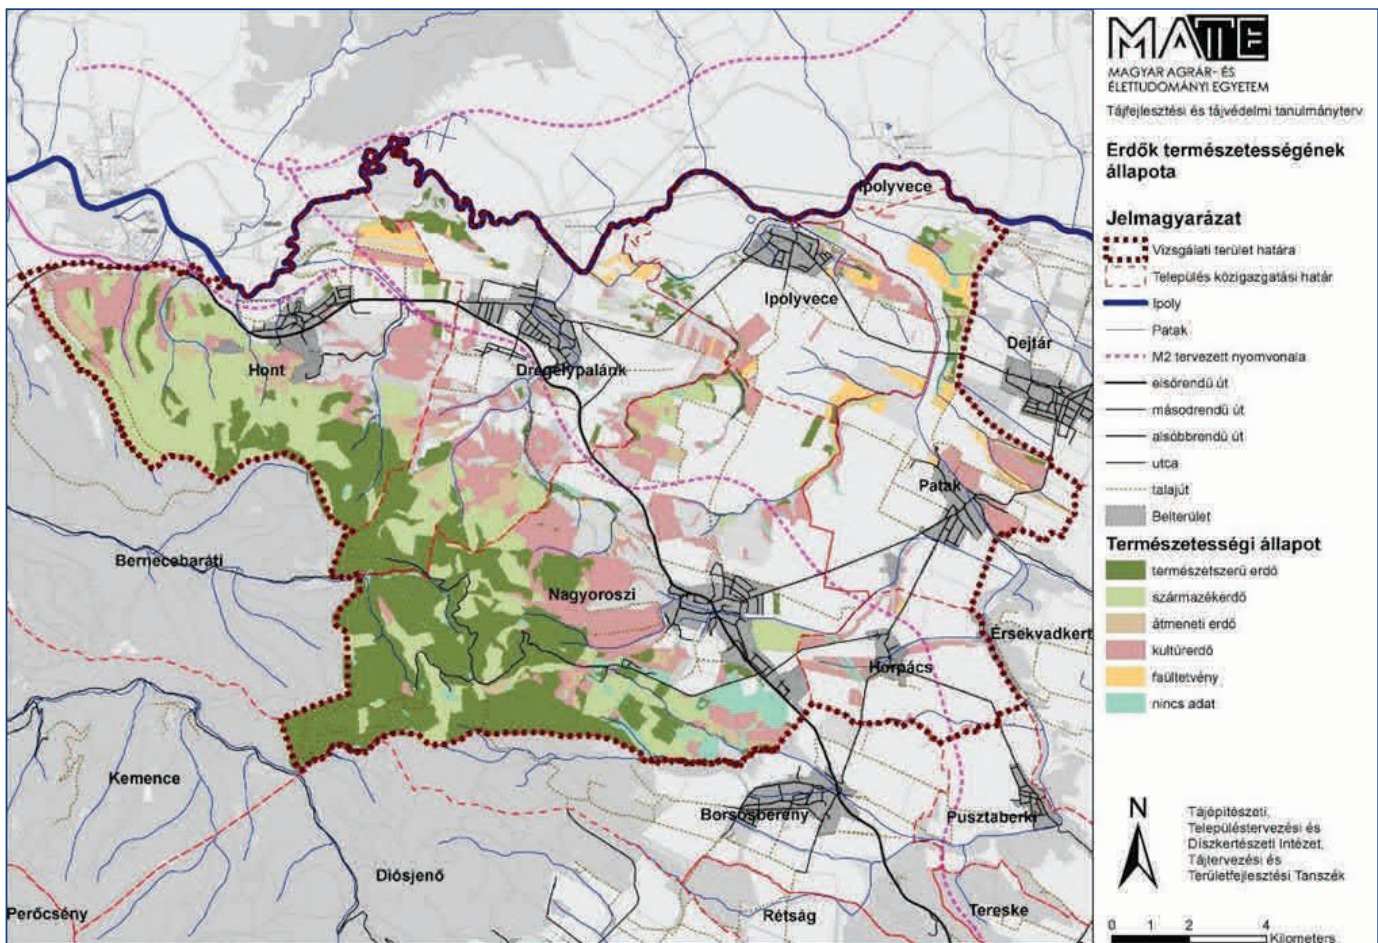 MATE
MAGYAR AGRÁR- ÉS
ÉLETTUDOMÁNYI EGYETEM
Tájfejlesztési és tájvédelmi tanulmányterv
Erdők természetességének
állapota
Jelmagyarázat
Vizsgálati terület határa
Település közigazgatási határ
Ipoly
Patak
M2 tervezett nyomvonala
elsőrendű út
másodrendű út
alsóbbrendű út
utca
talajút
Belterület
Természetességi állapot
természetszerű erdő
származékerdő
átmeneti erdő
kultúrerdő
faültetvény
nincs adat
N
Tájépítészeti,
Településtervezési és
Díszkertészeti Intézet,
Tájtervezési és
Területfejlesztési Tanszék
0 1 2 4
Kilometers
Ipolyvece
Ipolyvece
Dejtár
Hont
Drégelypalánk
Patak
Bernecebaráti
Nagyoroszi
Érsekvadkert
Horpács
Kemence
Borsosberény
Pusztaberki
Diósjenő
Perőcsény
Rétság
Tereske